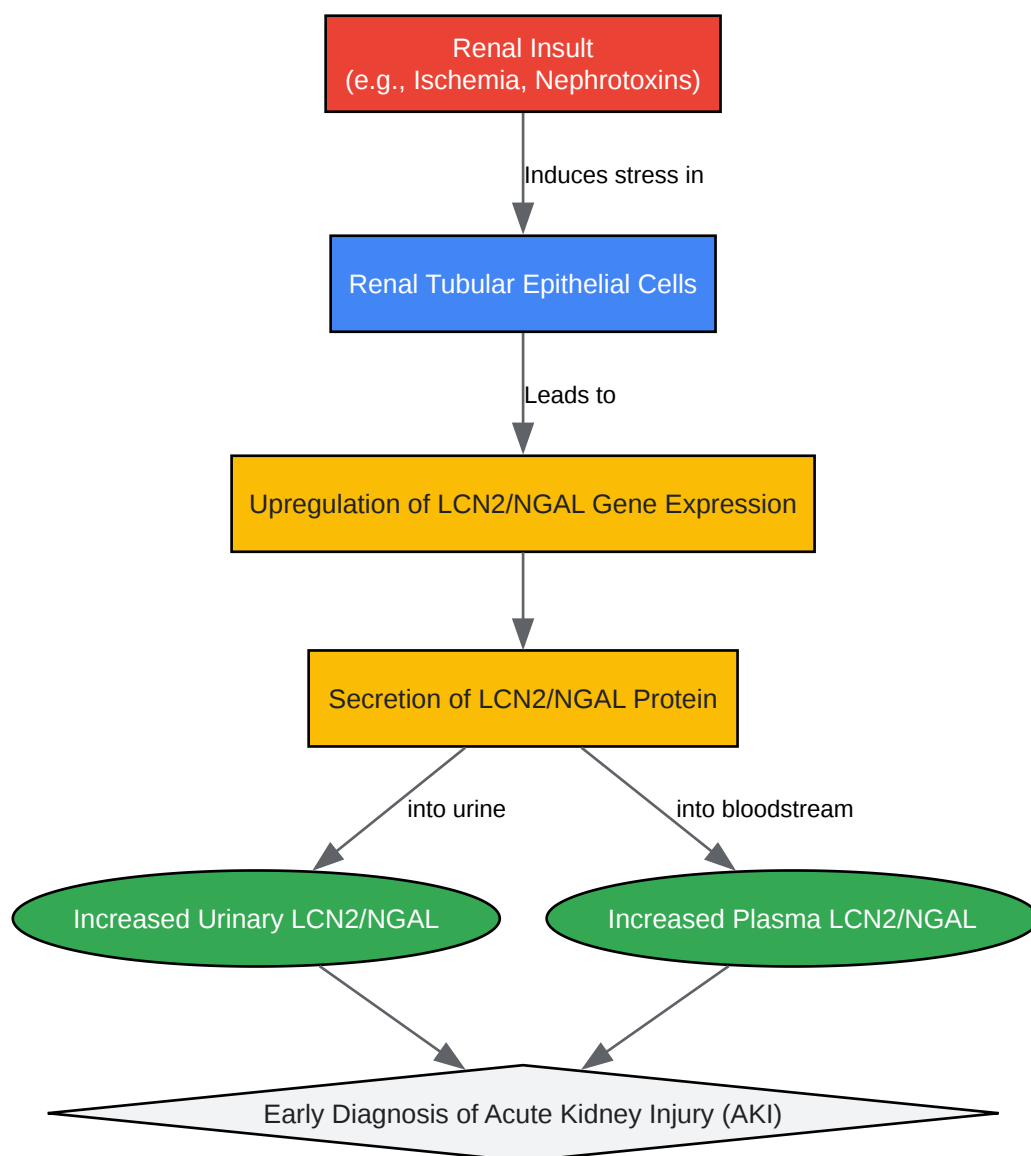 Renal Insult
(e.g., Ischemia, Nephrotoxins)
Induces stress in
Renal Tubular Epithelial Cells
Leads to
Upregulation of LCN2/NGAL Gene Expression
Secretion of LCN2/NGAL Protein
into urine
into bloodstream
Increased Urinary LCN2/NGAL
Increased Plasma LCN2/NGAL
Early Diagnosis of Acute Kidney Injury (AKI)